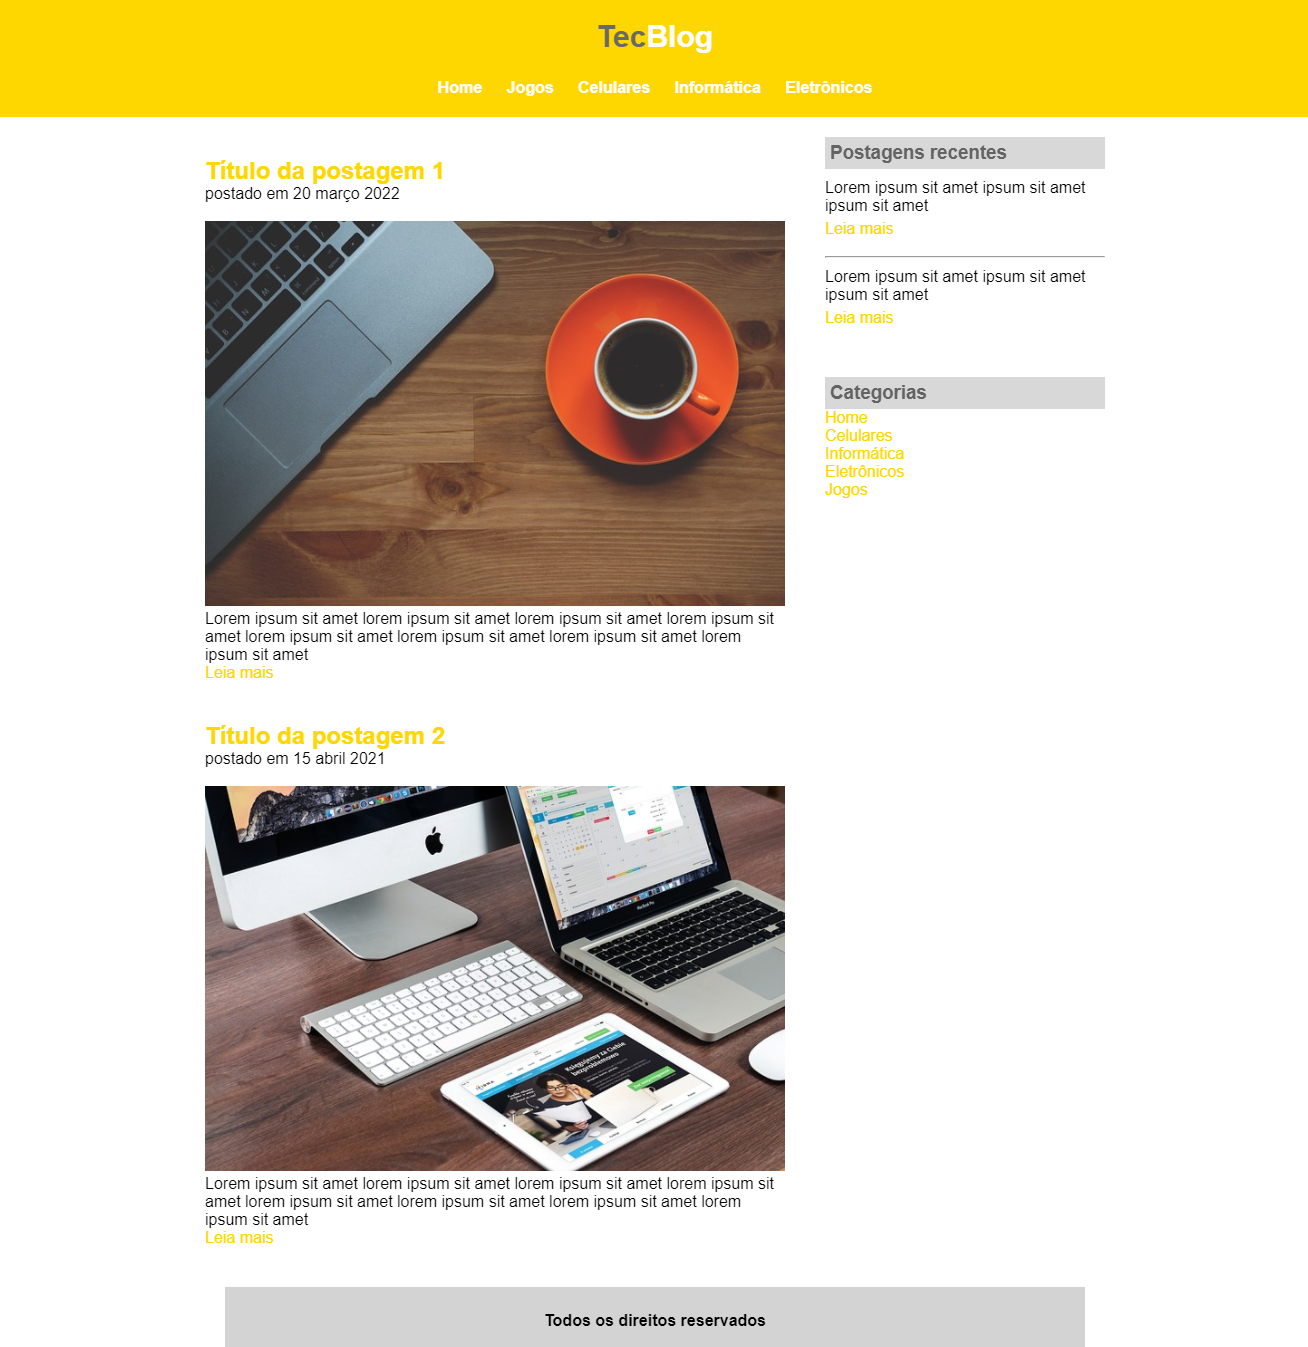 TecBlog
Home Jogos Celulares Informática Eletrônicos
Título da postagem 1
postado em 20 março 2022
Lorem ipsum sit amet lorem ipsum sit amet lorem ipsum sit amet lorem ipsum sit
amet lorem ipsum sit amet lorem ipsum sit amet lorem ipsum sit amet lorem
ipsum sit amet
Leia mais
Título da postagem 2
postado em 15 abril 2021
MacBook Pro
Księgujemy za Ciebie
bezproblemowo
Lorem ipsum sit amet lorem ipsum sit amet lorem ipsum sit amet lorem ipsum sit
amet lorem ipsum sit amet lorem ipsum sit amet lorem ipsum sit amet lorem
ipsum sit amet
Leia mais
Postagens recentes
Lorem ipsum sit amet ipsum sit amet
ipsum sit amet
Leia mais
Lorem ipsum sit amet ipsum sit amet
ipsum sit amet
Leia mais
Categorias
Home
Celulares
Informática
Eletrônicos
Jogos
Todos os direitos reservados